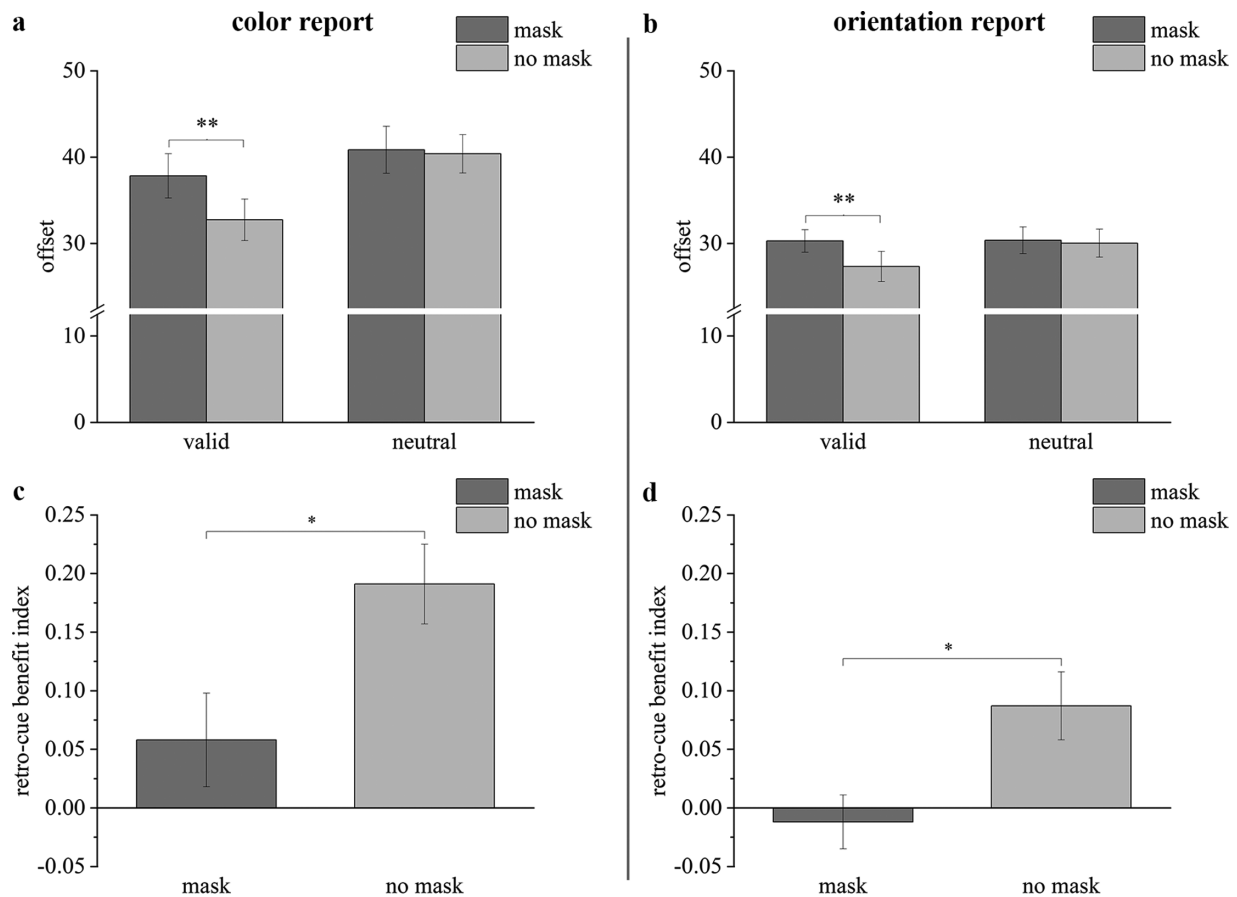 a
color report
mask
no mask
50
40
30
10
0
offset
**
valid
neutral
b
orientation report
mask
no mask
50
40
30
10
0
offset
**
valid
neutral
c
mask
no mask
0.25
0.20
0.15
0.10
0.05
0.00
-0.05
retro-cue benefit index
*
mask
no mask
d
mask
no mask
0.25
0.20
0.15
0.10
0.05
0.00
-0.05
retro-cue benefit index
*
mask
no mask